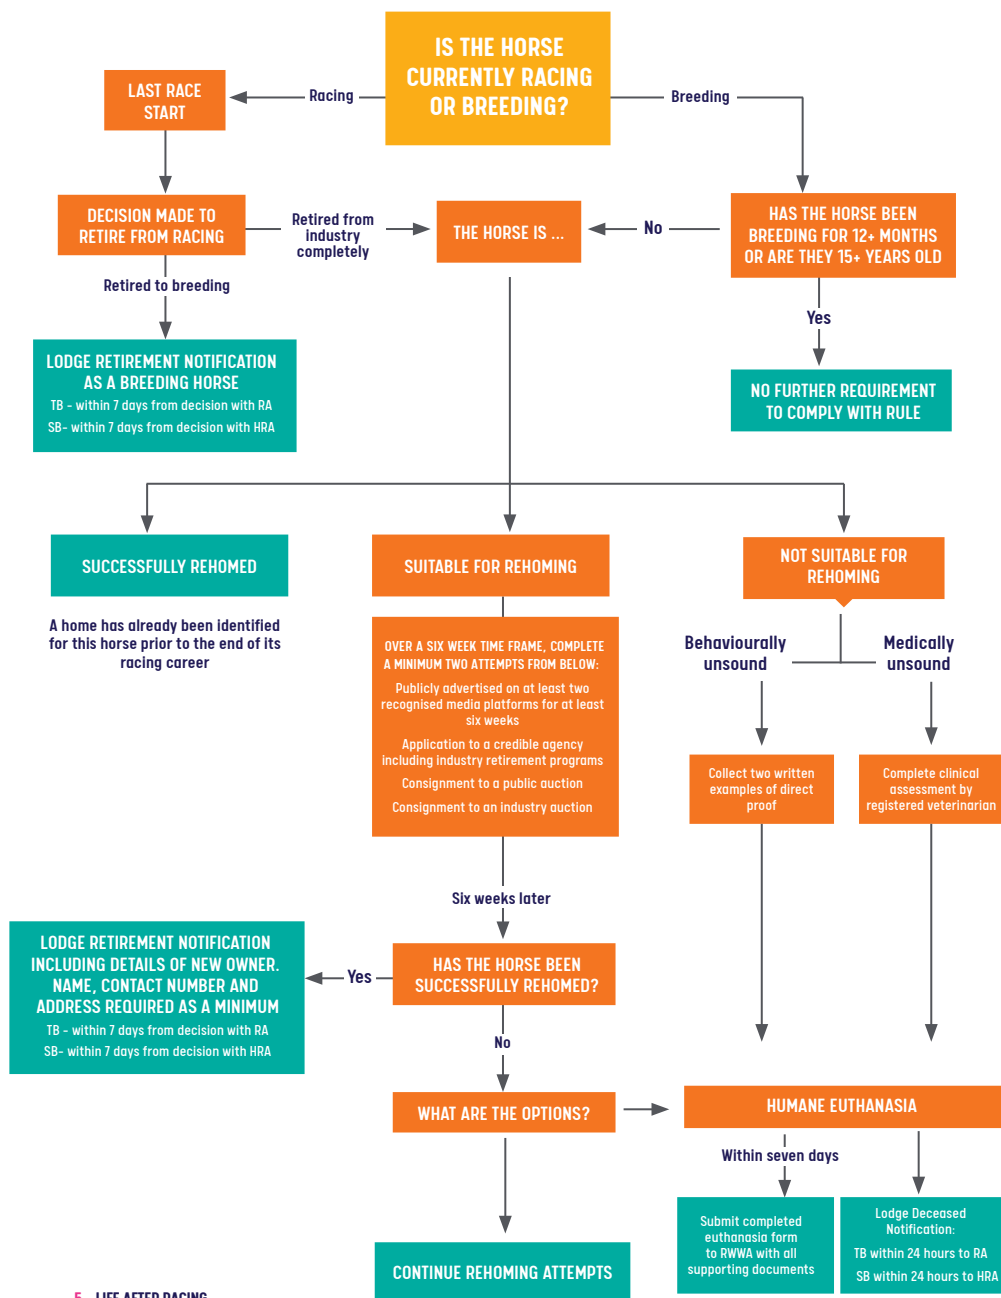 IS THE HORSE
CURRENTLY RACING
OR BREEDING?
Racing
Breeding
LAST RACE
START
DECISION MADE TO
RETIRE FROM RACING
Retired from
industry
completely
THE HORSE IS ...
No
HAS THE HORSE BEEN
BREEDING FOR 12+ MONTHS
OR ARE THEY 15+ YEARS OLD
Retired to breeding
Yes
LODGE RETIREMENT NOTIFICATION
AS A BREEDING HORSE
TB - within 7 days from decision with RA
SB- within 7 days from decision with HRA
NO FURTHER REQUIREMENT
TO COMPLY WITH RULE
SUCCESSFULLY REHOMED
A home has already been identified
for this horse prior to the end of its
racing career
SUITABLE FOR REHOMING
OVER A SIX WEEK TIME FRAME, COMPLETE
A MINIMUM TWO ATTEMPTS FROM BELOW:
Publicly advertised on at least two
recognised media platforms for at least
six weeks
Application to a credible agency
including industry retirement programs
Consignment to a public auction
Consignment to an industry auction
NOT SUITABLE FOR
REHOMING
Behaviourally
unsound
Medically
unsound
Collect two written
examples of direct
proof
Complete clinical
assessment by
registered veterinarian
Six weeks later
HAS THE HORSE BEEN
SUCCESSFULLY REHOMED?
Yes
LODGE RETIREMENT NOTIFICATION
INCLUDING DETAILS OF NEW OWNER.
NAME, CONTACT NUMBER AND
ADDRESS REQUIRED AS A MINIMUM
TB - within 7 days from decision with RA
SB- within 7 days from decision with HRA
No
WHAT ARE THE OPTIONS?
HUMANE EUTHANASIA
Within seven days
Submit completed
euthanasia form
to RWWA with all
supporting documents
Lodge Deceased
Notification:
TB within 24 hours to RA
SB within 24 hours to HRA
CONTINUE REHOMING ATTEMPTS
5 LIFE AFTER RACING